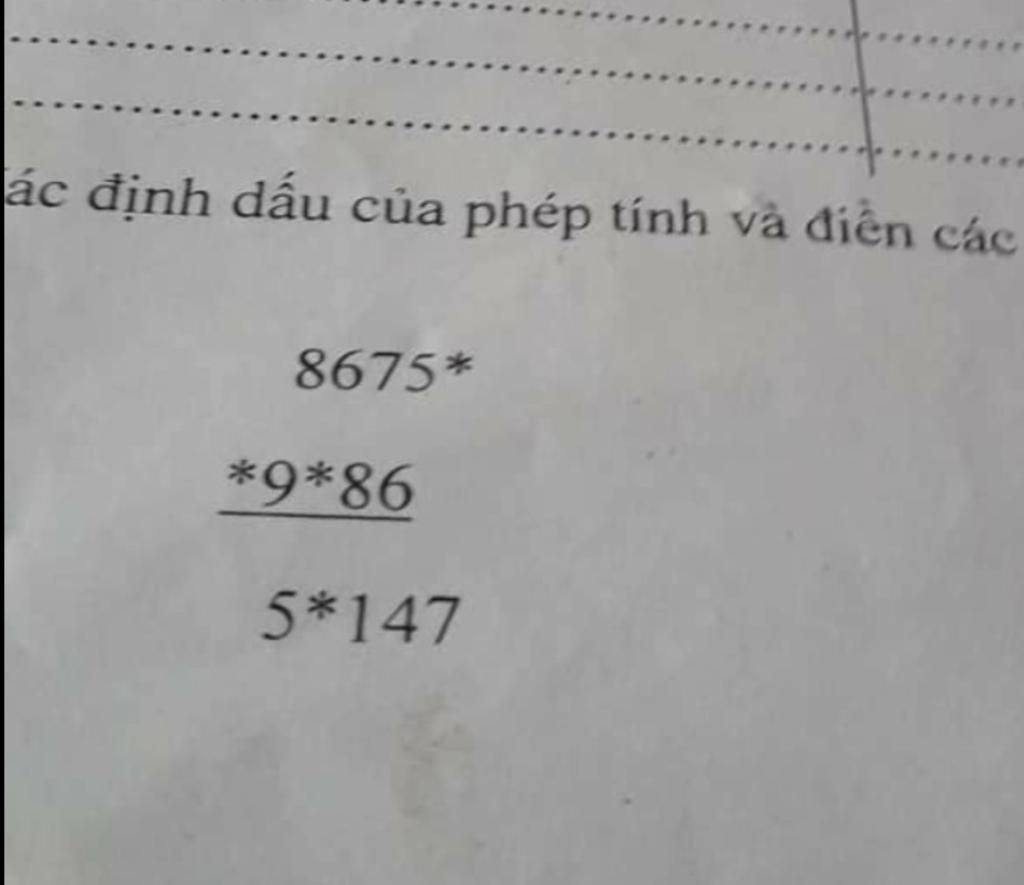 ác định dấu của phép tính và điền các
8675*
*9*86
5*147